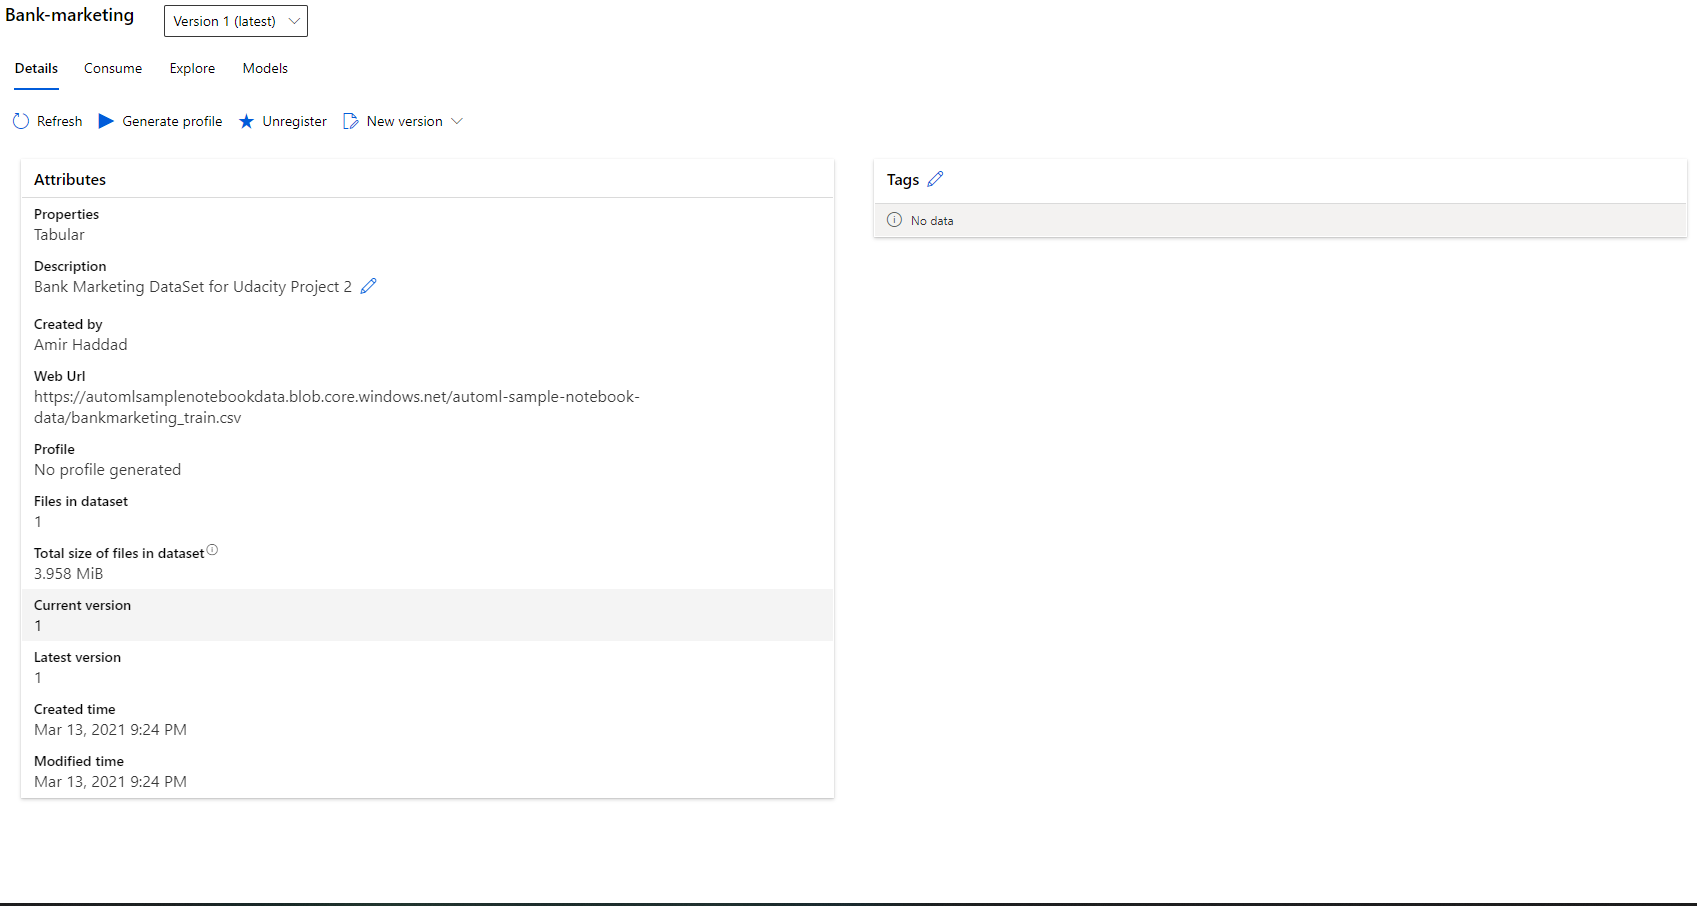 Bank-marketing
Version 1 (latest)
Details Consume Explore Models
Refresh Generate profile Unregister New version
Attributes
Properties
Tabular
Description
Bank Marketing DataSet for Udacity Project 2
Created by
Amir Haddad
Web Url
https://automlsamplenotebookdata.blob.core.windows.net/automl-sample-notebook-
data/bankmarketing_train.csv
Profile
No profile generated
Files in dataset
1
Total size of files in dataset
3.958 MiB
Current version
1
Latest version
1
Created time
Mar 13, 2021 9:24 PM
Modified time
Mar 13, 2021 9:24 PM
Tags
No data